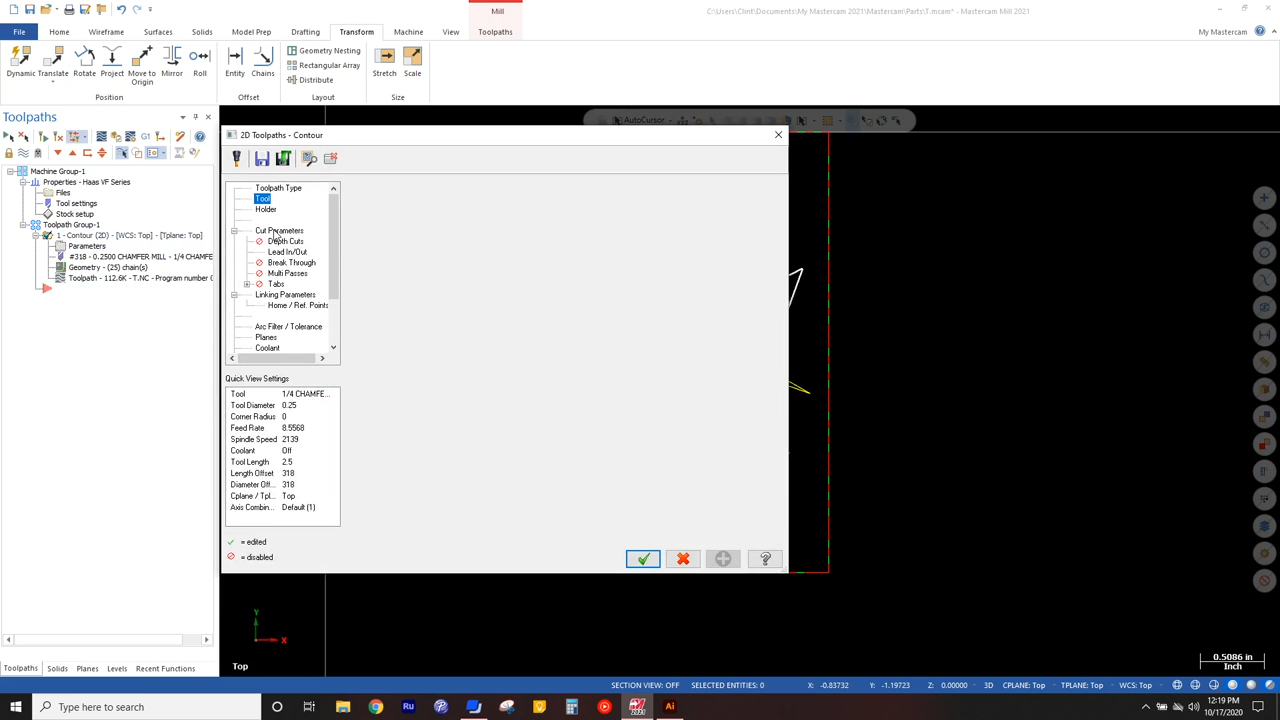 Mill
C:\Users\Clint\Documents\My Mastercam 2021\Mastercam\Parts\T.mcam* - Mastercam Mill 2021
File Home Wireframe Surfaces Solids Model Prep Drafting Transform Machine View Toolpaths My Mastercam
Dynamic Translate Rotate Project Move to Origin Mirror Roll Entity Chains Geometry Nesting Stretch Scale
Rectangular Array
Distribute
Position Offset Layout Size
Toolpaths
AutoCursor
2D Toolpaths - Contour
G1
Machine Group-1
Properties - Haas VF Series
Files
Tool settings
Stock setup
Toolpath Group-1
1 - Contour (2D) - [WCS: Top] - [Tplane: Top]
Parameters
#318 - 0.2500 CHAMFER MILL - 1/4 CHAMFE
Geometry - (25) chain(s)
Toolpath - 112.6K - T.NC - Program number 0
Toolpath Type
Tool
Holder
Cut Parameters
Depth Cuts
Lead In/Out
Break Through
Multi Passes
Tabs
Linking Parameters
Home / Ref. Points
Arc Filter / Tolerance
Planes
Coolant
Quick View Settings
Tool 1/4 CHAMFE...
Tool Diameter 0.25
Corner Radius 0
Feed Rate 8.5568
Spindle Speed 2139
Coolant Off
Tool Length 2.5
Length Offset 318
Diameter Off... 318
Cplane / Tpl... Top
Axis Combin... Default (1)
= edited
= disabled
Y
X
Top
0.5086 in
Inch
Toolpaths Solids Planes Levels Recent Functions
SECTION VIEW: OFF SELECTED ENTITIES: 0 X: -0.83732 Y: -1.19723 Z: 0.00000 3D CPLANE: Top TPLANE: Top WCS: Top
Type here to search
Ru
Ai
12:19 PM
10/17/2020